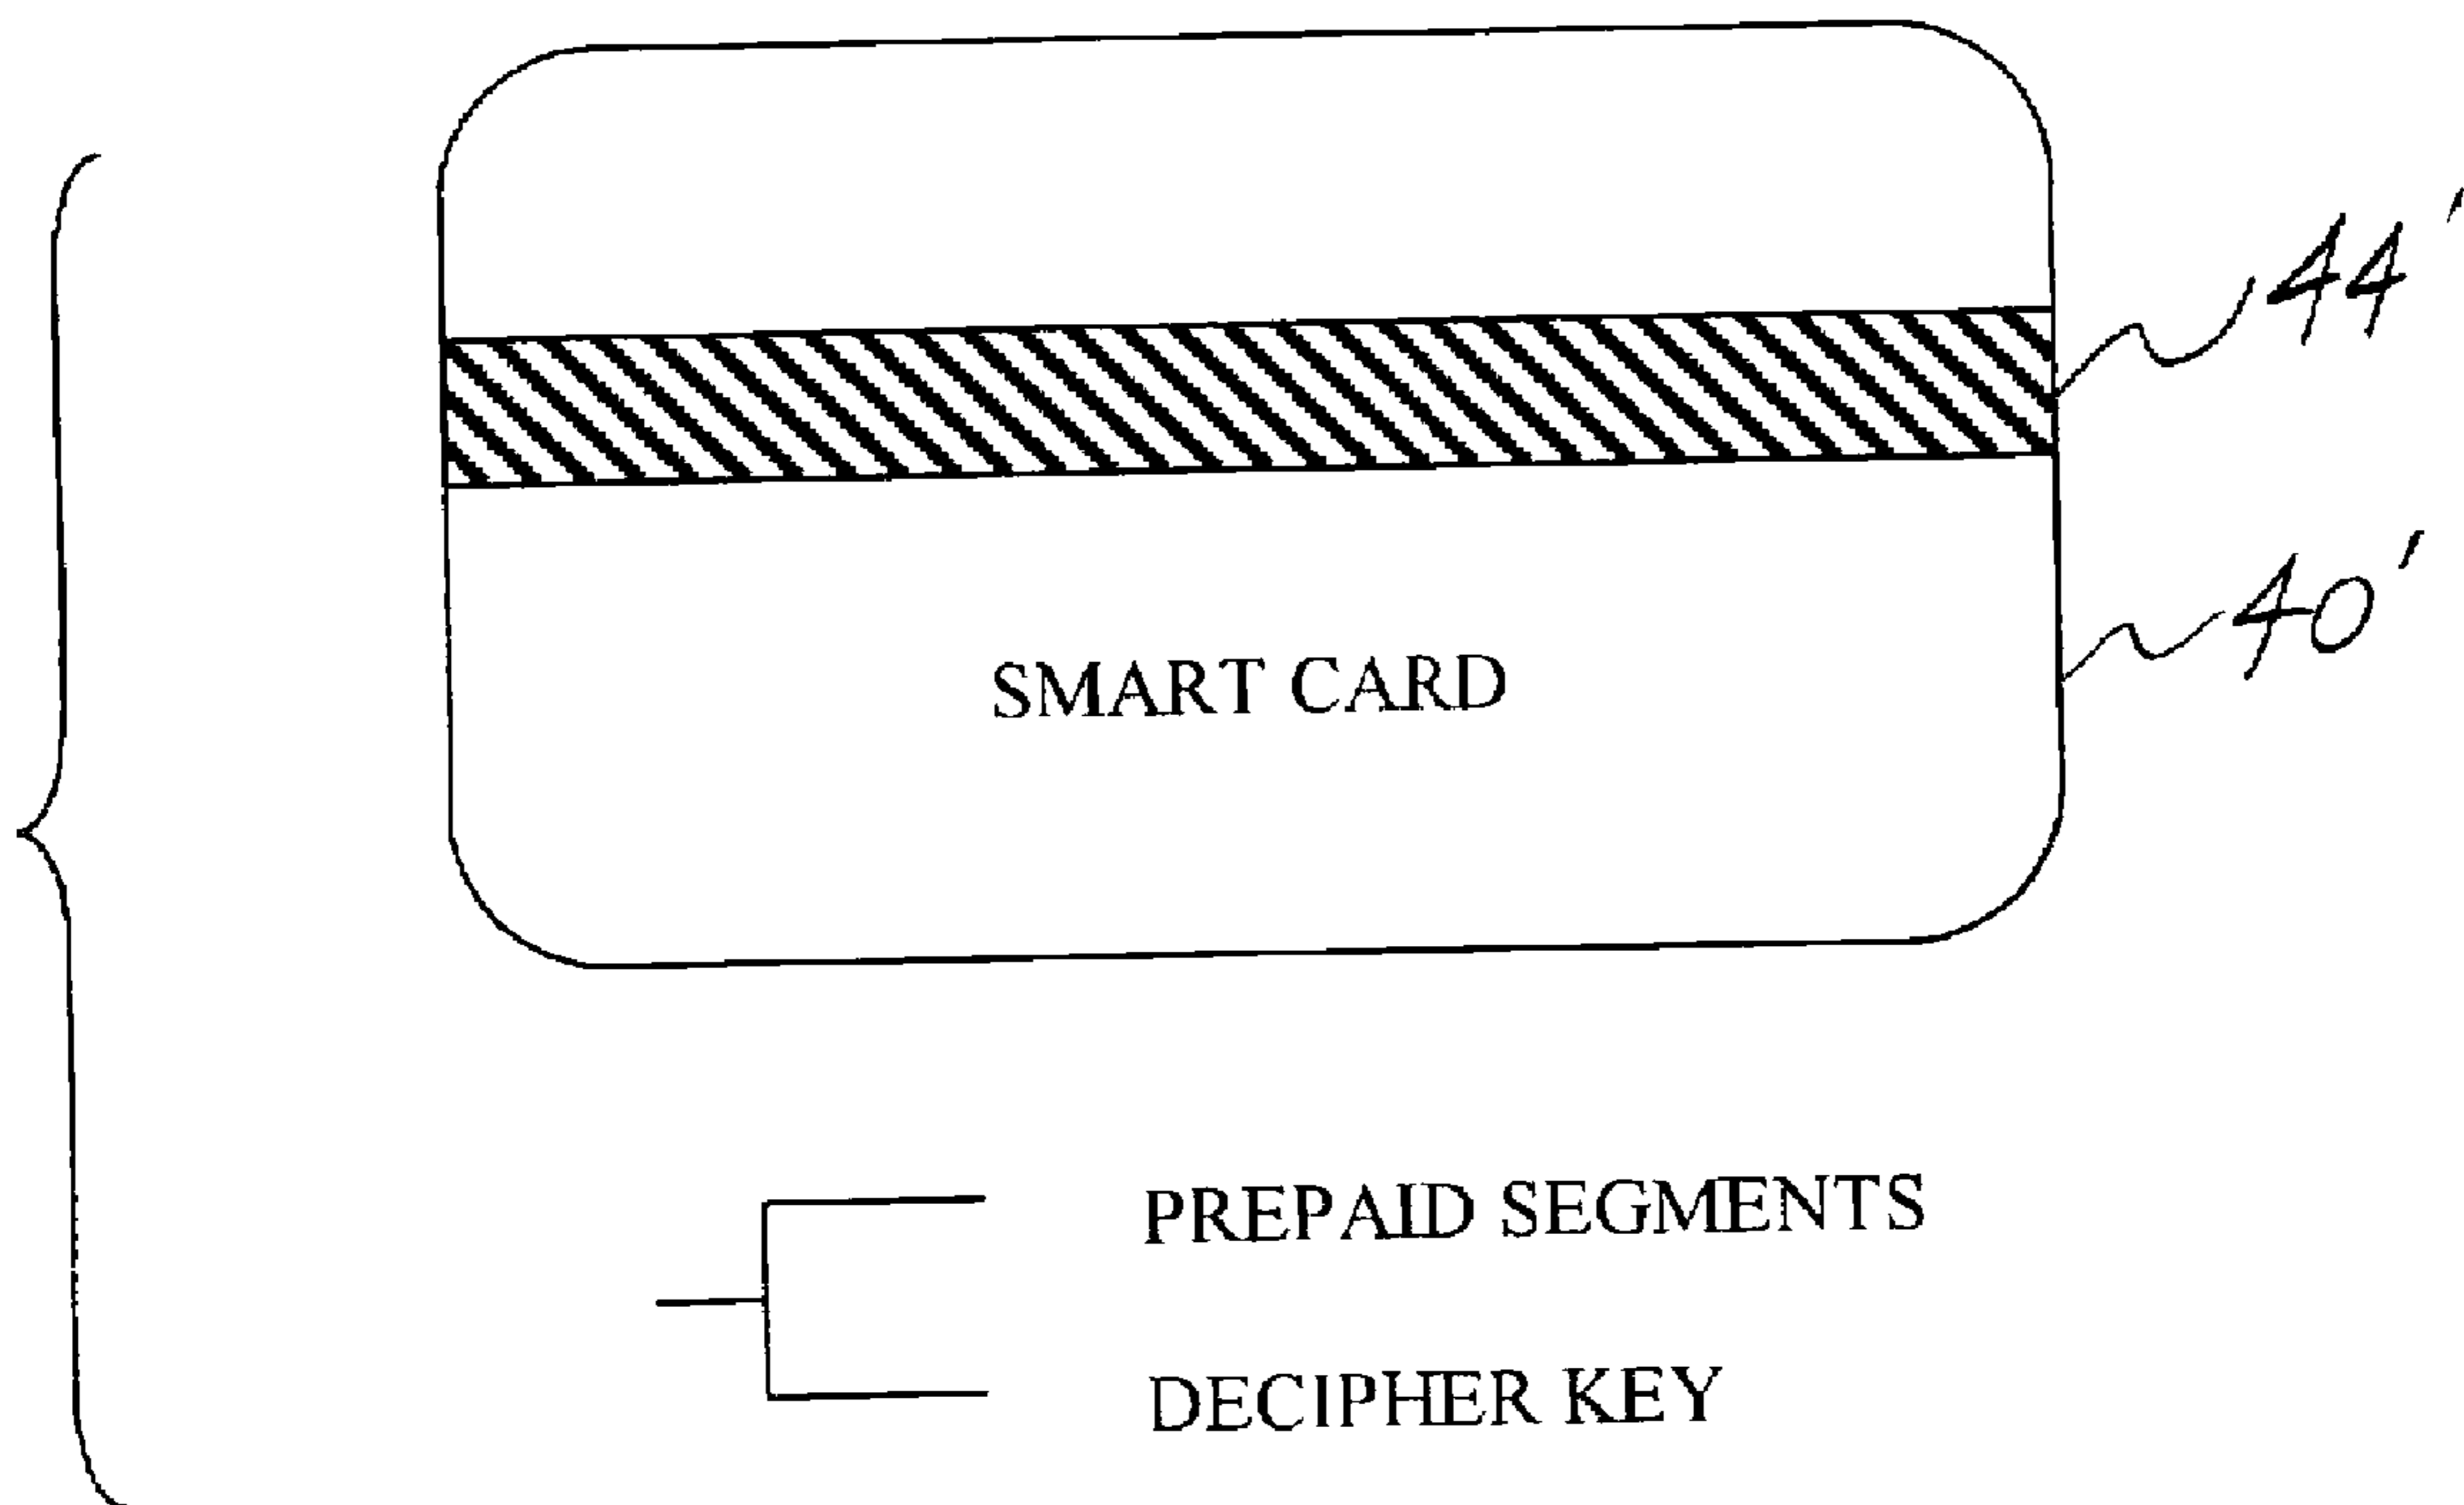 44'
40'
SMART CARD
PREPAID SEGMENTS
DECIPHER KEY